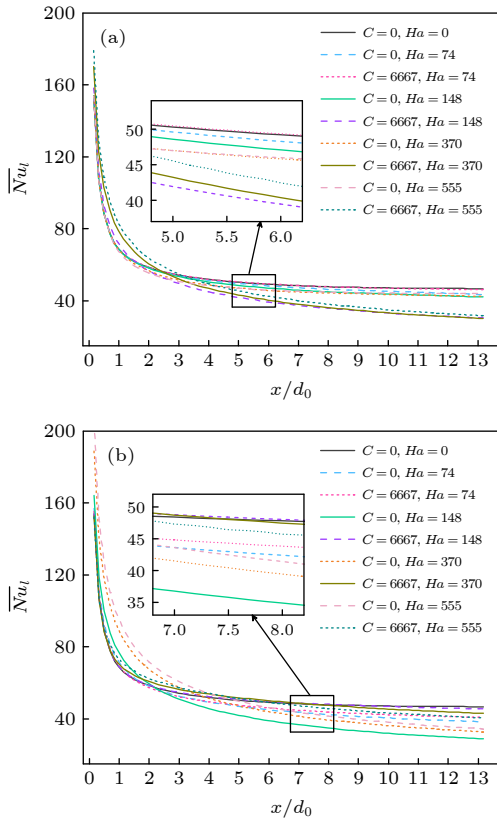 (a)
200
160
120
80
40
0 1 2 3 4 5 6 7 8 9 10 11 12 13
x/d₀
N̅u̅ₗ
C=0, Ha=0
C=0, Ha=74
C=6667, Ha=74
C=0, Ha=148
C=6667, Ha=148
C=0, Ha=370
C=6667, Ha=370
C=0, Ha=555
C=6667, Ha=555
50
45
40
5.0 5.5 6.0
(b)
200
160
120
80
40
0 1 2 3 4 5 6 7 8 9 10 11 12 13
x/d₀
N̅u̅ₗ
C=0, Ha=0
C=0, Ha=74
C=6667, Ha=74
C=0, Ha=148
C=6667, Ha=148
C=0, Ha=370
C=6667, Ha=370
C=0, Ha=555
C=6667, Ha=555
50
45
40
35
7.0 7.5 8.0